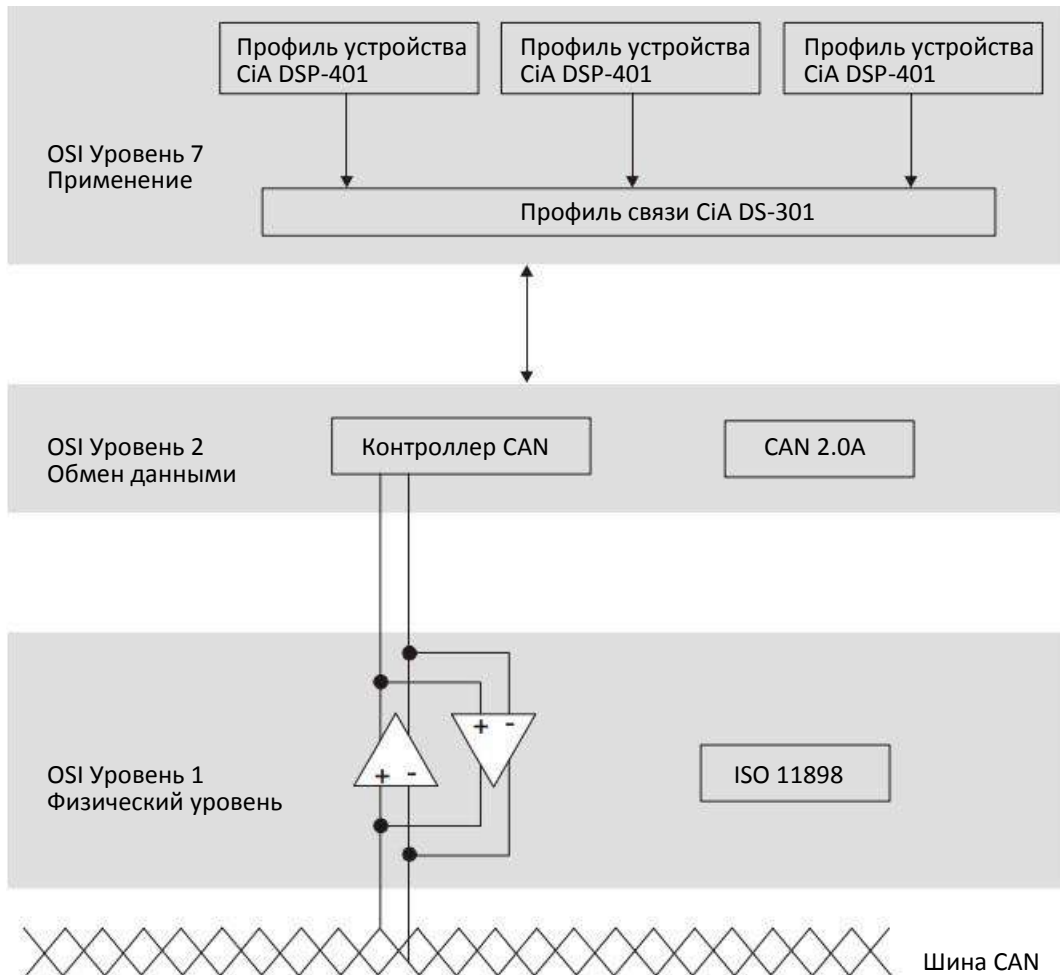 Профиль устройства
CiA DSP-401
Профиль устройства
CiA DSP-401
Профиль устройства
CiA DSP-401
OSI Уровень 7
Применение
Профиль связи CiA DS-301
OSI Уровень 2
Обмен данными
Контроллер CAN
CAN 2.0A
+ -
+ -
OSI Уровень 1
Физический уровень
ISO 11898
Шина CAN